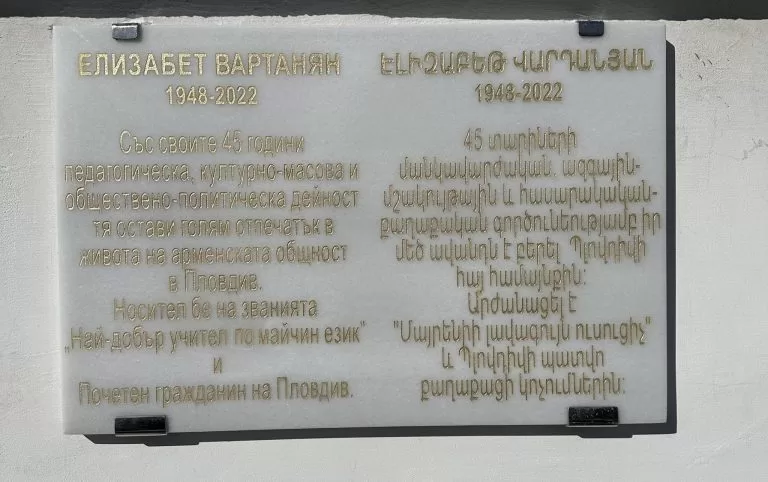 ЕЛИЗАБЕТ ВАРТАНЯН
1948-2022
Със своите 45 години
педагогическа, културно-масова и
обществено-политическа дейност
тя остави голям отпечатък в
живота на арменската общност
в Пловдив.
Носител бе на званията
„Най-добър учител по майчин език"
и
Почетен гражданин на Пловдив.
ԷԼԻԶԱԲԵԹ ՎԱՐԴԱՆՅԱՆ
1948-2022
45 տարիների
մանկավարժական, ազգային-
մշակույթային և հասարակական-
քաղաքական գործունեությամբ իր
մեծ ավանդն է բերել Պլովդիվի
հայ համայնքին:
Արժանացել է
"Մայրենիի լավագույն ուսուցիչ"
և Պլովդիվի պատվո
քաղաքացի կոչումներին: